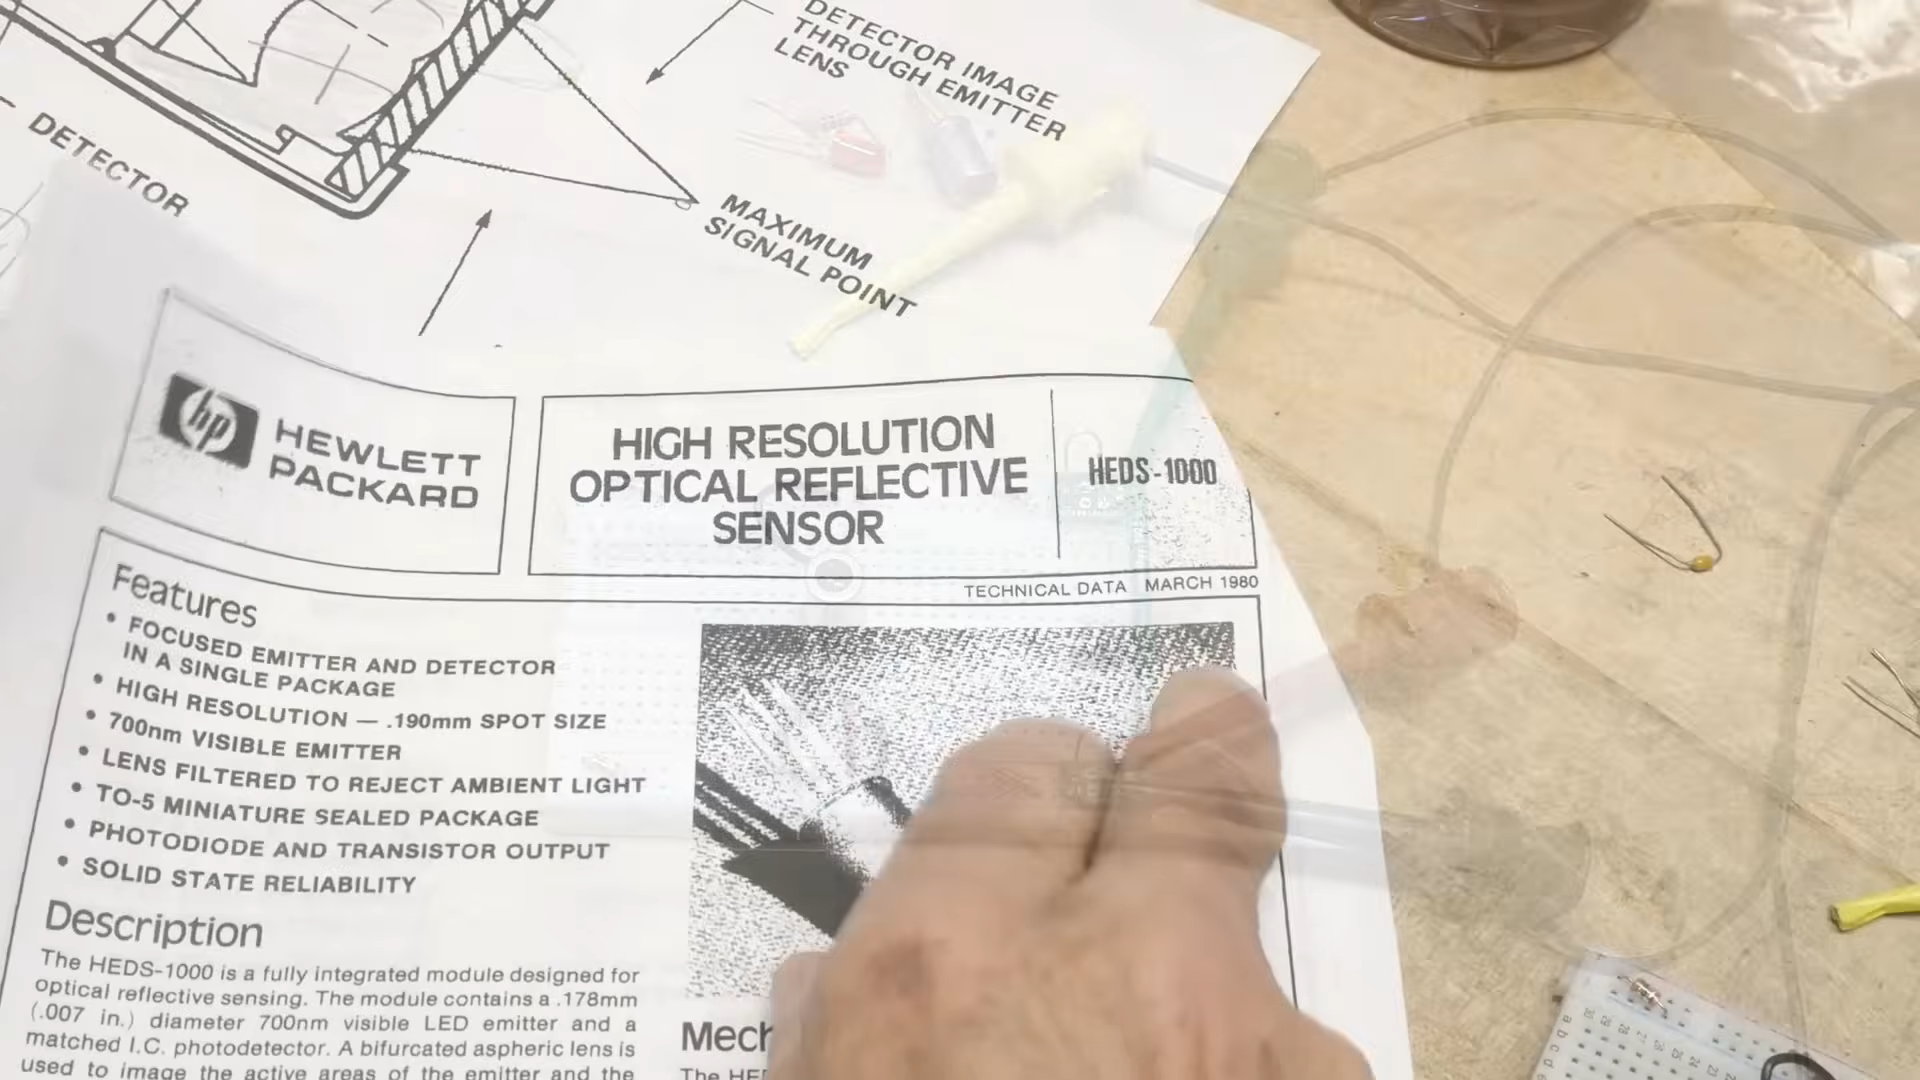 DETECTOR IMAGE
THROUGH EMITTER
LENS
DETECTOR
MAXIMUM
SIGNAL POINT
hp
HEWLETT
PACKARD
HIGH RESOLUTION
OPTICAL REFLECTIVE
SENSOR
HEDS-1000
TECHNICAL DATA MARCH 1980
Features
• FOCUSED EMITTER AND DETECTOR
IN A SINGLE PACKAGE
• HIGH RESOLUTION — .190mm SPOT SIZE
• 700nm VISIBLE EMITTER
• LENS FILTERED TO REJECT AMBIENT LIGHT
• TO-5 MINIATURE SEALED PACKAGE
• PHOTODIODE AND TRANSISTOR OUTPUT
• SOLID STATE RELIABILITY
Description
The HEDS-1000 is a fully integrated module designed for
optical reflective sensing. The module contains a .178mm
(.007 in.) diameter 700nm visible LED emitter and a
matched I.C. photodetector. A bifurcated aspheric lens is
used to image the active areas of the emitter and the
Mech
The HE